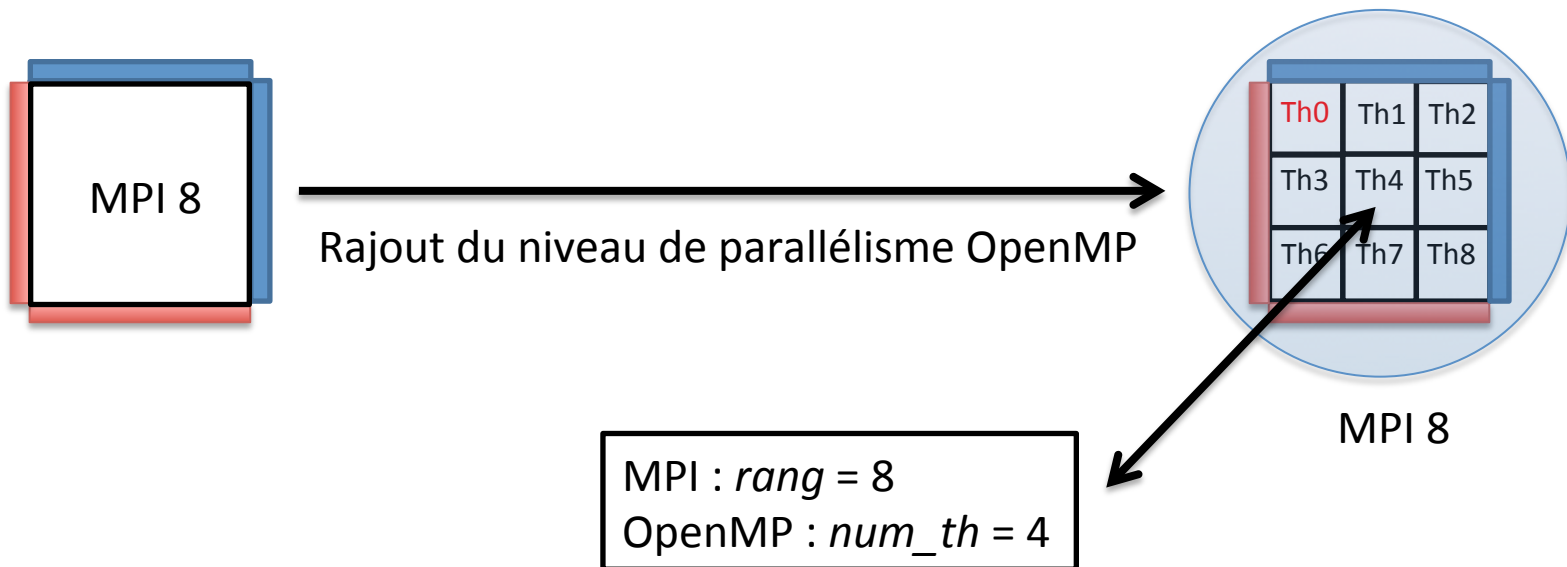 MPI 8
Rajout du niveau de parallélisme OpenMP
Th0 Th1 Th2
Th3 Th4 Th5
Th6 Th7 Th8
MPI 8
MPI : rang = 8
OpenMP : num_th = 4